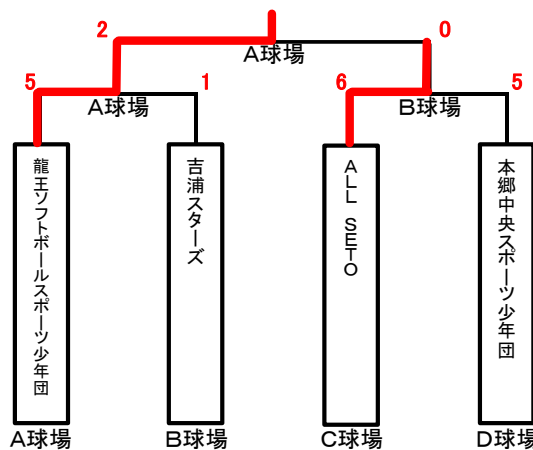 2
0
A球場
5
1
6
5
A球場
B球場
龍王ソフトボールスポーツ少年団
吉浦スターズ
ALL SETO
本郷中央スポーツ少年団
A球場
B球場
C球場
D球場